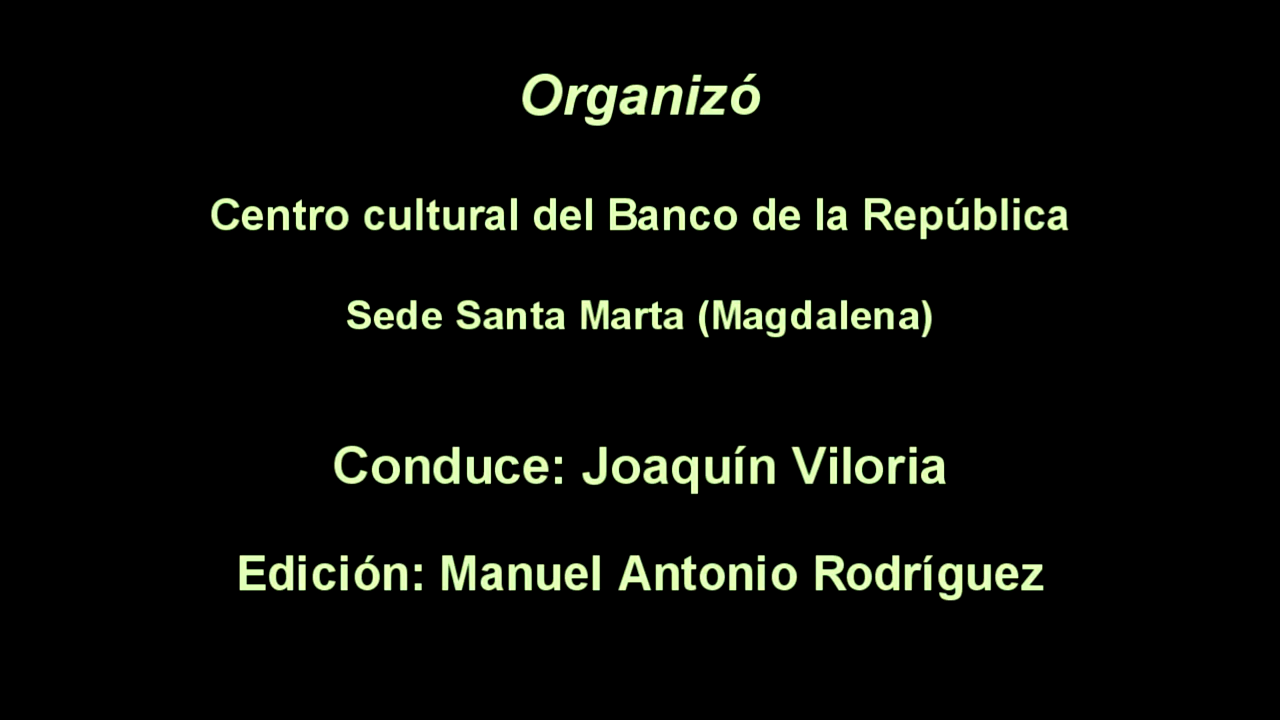 Organizó
Centro cultural del Banco de la República
Sede Santa Marta (Magdalena)
Conduce: Joaquín Viloria
Edición: Manuel Antonio Rodríguez